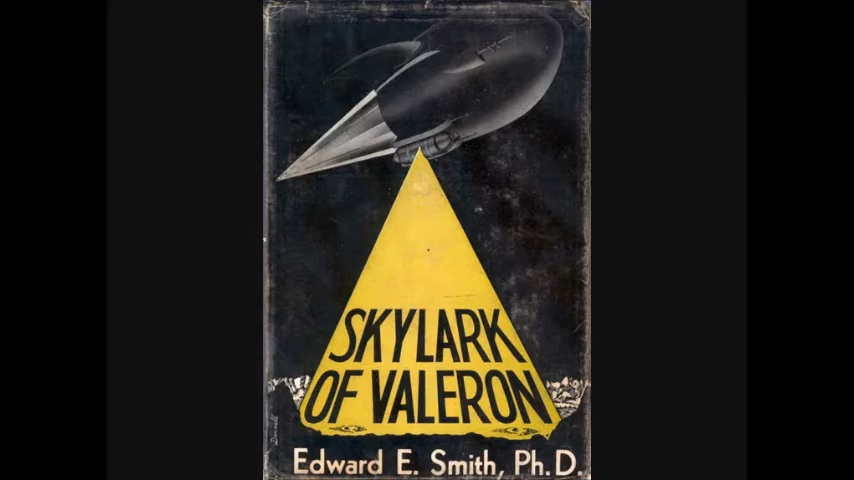 SKYLARK
OF VALERON
Edward E. Smith, Ph.D.